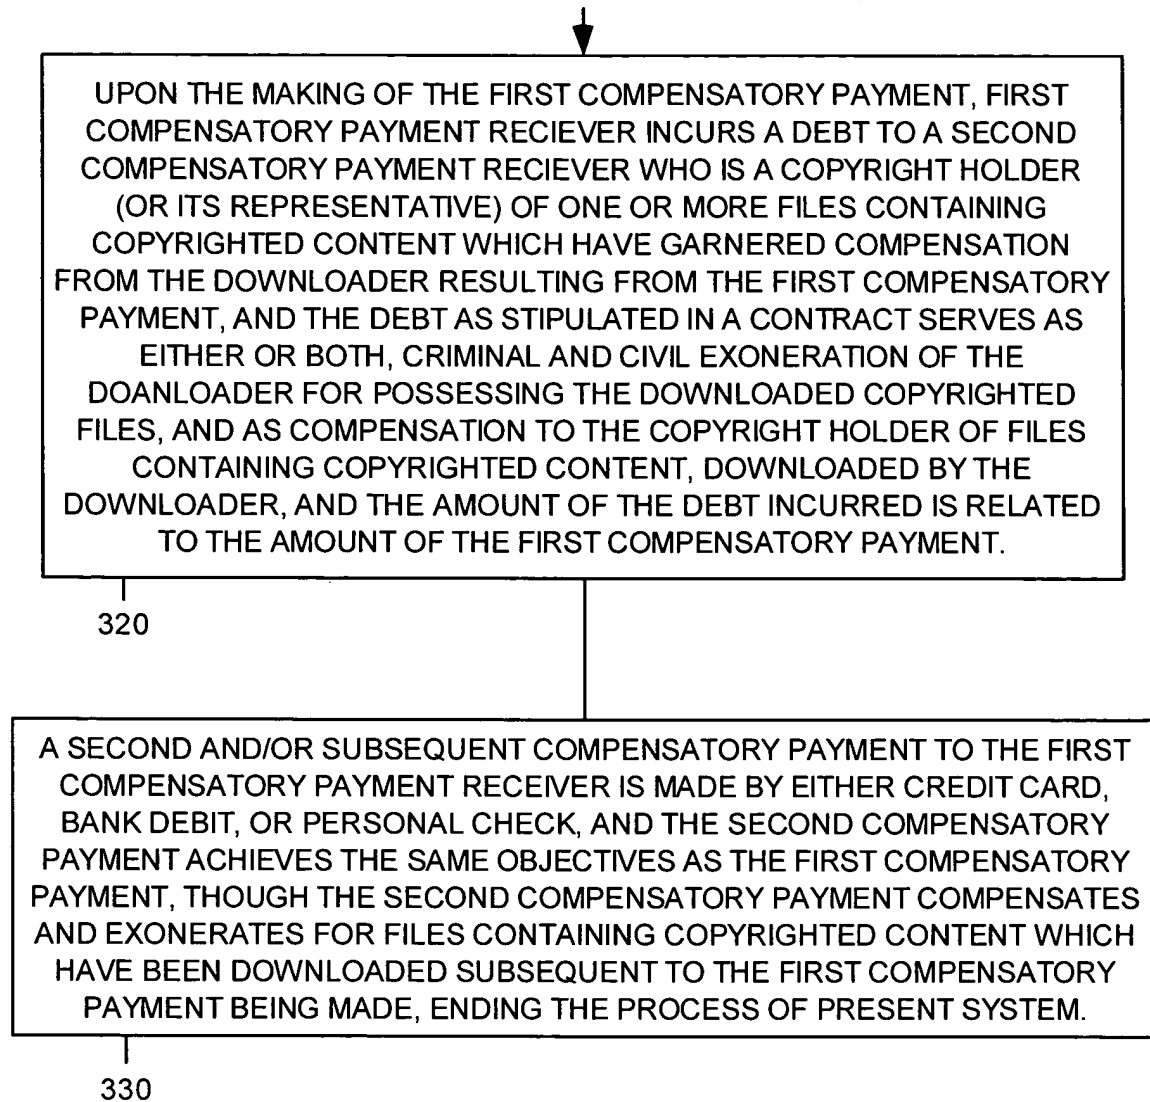 UPON THE MAKING OF THE FIRST COMPENSATORY PAYMENT, FIRST
COMPENSATORY PAYMENT RECIEVER INCURS A DEBT TO A SECOND
COMPENSATORY PAYMENT RECIEVER WHO IS A COPYRIGHT HOLDER
(OR ITS REPRESENTATIVE) OF ONE OR MORE FILES CONTAINING
COPYRIGHTED CONTENT WHICH HAVE GARNERED COMPENSATION
FROM THE DOWNLOADER RESULTING FROM THE FIRST COMPENSATORY
PAYMENT, AND THE DEBT AS STIPULATED IN A CONTRACT SERVES AS
EITHER OR BOTH, CRIMINAL AND CIVIL EXONERATION OF THE
DOANLOADER FOR POSSESSING THE DOWNLOADED COPYRIGHTED
FILES, AND AS COMPENSATION TO THE COPYRIGHT HOLDER OF FILES
CONTAINING COPYRIGHTED CONTENT, DOWNLOADED BY THE
DOWNLOADER, AND THE AMOUNT OF THE DEBT INCURRED IS RELATED
TO THE AMOUNT OF THE FIRST COMPENSATORY PAYMENT.
320
A SECOND AND/OR SUBSEQUENT COMPENSATORY PAYMENT TO THE FIRST
COMPENSATORY PAYMENT RECEIVER IS MADE BY EITHER CREDIT CARD,
BANK DEBIT, OR PERSONAL CHECK, AND THE SECOND COMPENSATORY
PAYMENT ACHIEVES THE SAME OBJECTIVES AS THE FIRST COMPENSATORY
PAYMENT, THOUGH THE SECOND COMPENSATORY PAYMENT COMPENSATES
AND EXONERATES FOR FILES CONTAINING COPYRIGHTED CONTENT WHICH
HAVE BEEN DOWNLOADED SUBSEQUENT TO THE FIRST COMPENSATORY
PAYMENT BEING MADE, ENDING THE PROCESS OF PRESENT SYSTEM.
330